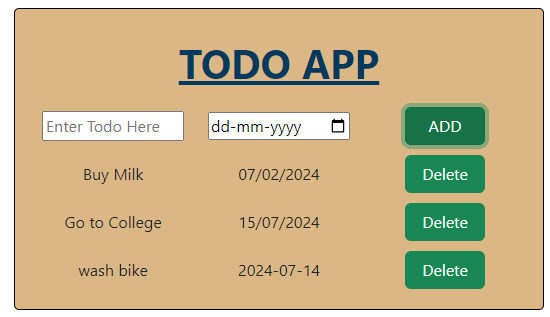 TODO APP
Enter Todo Here dd-mm-yyyy ADD
Buy Milk 07/02/2024 Delete
Go to College 15/07/2024 Delete
wash bike 2024-07-14 Delete